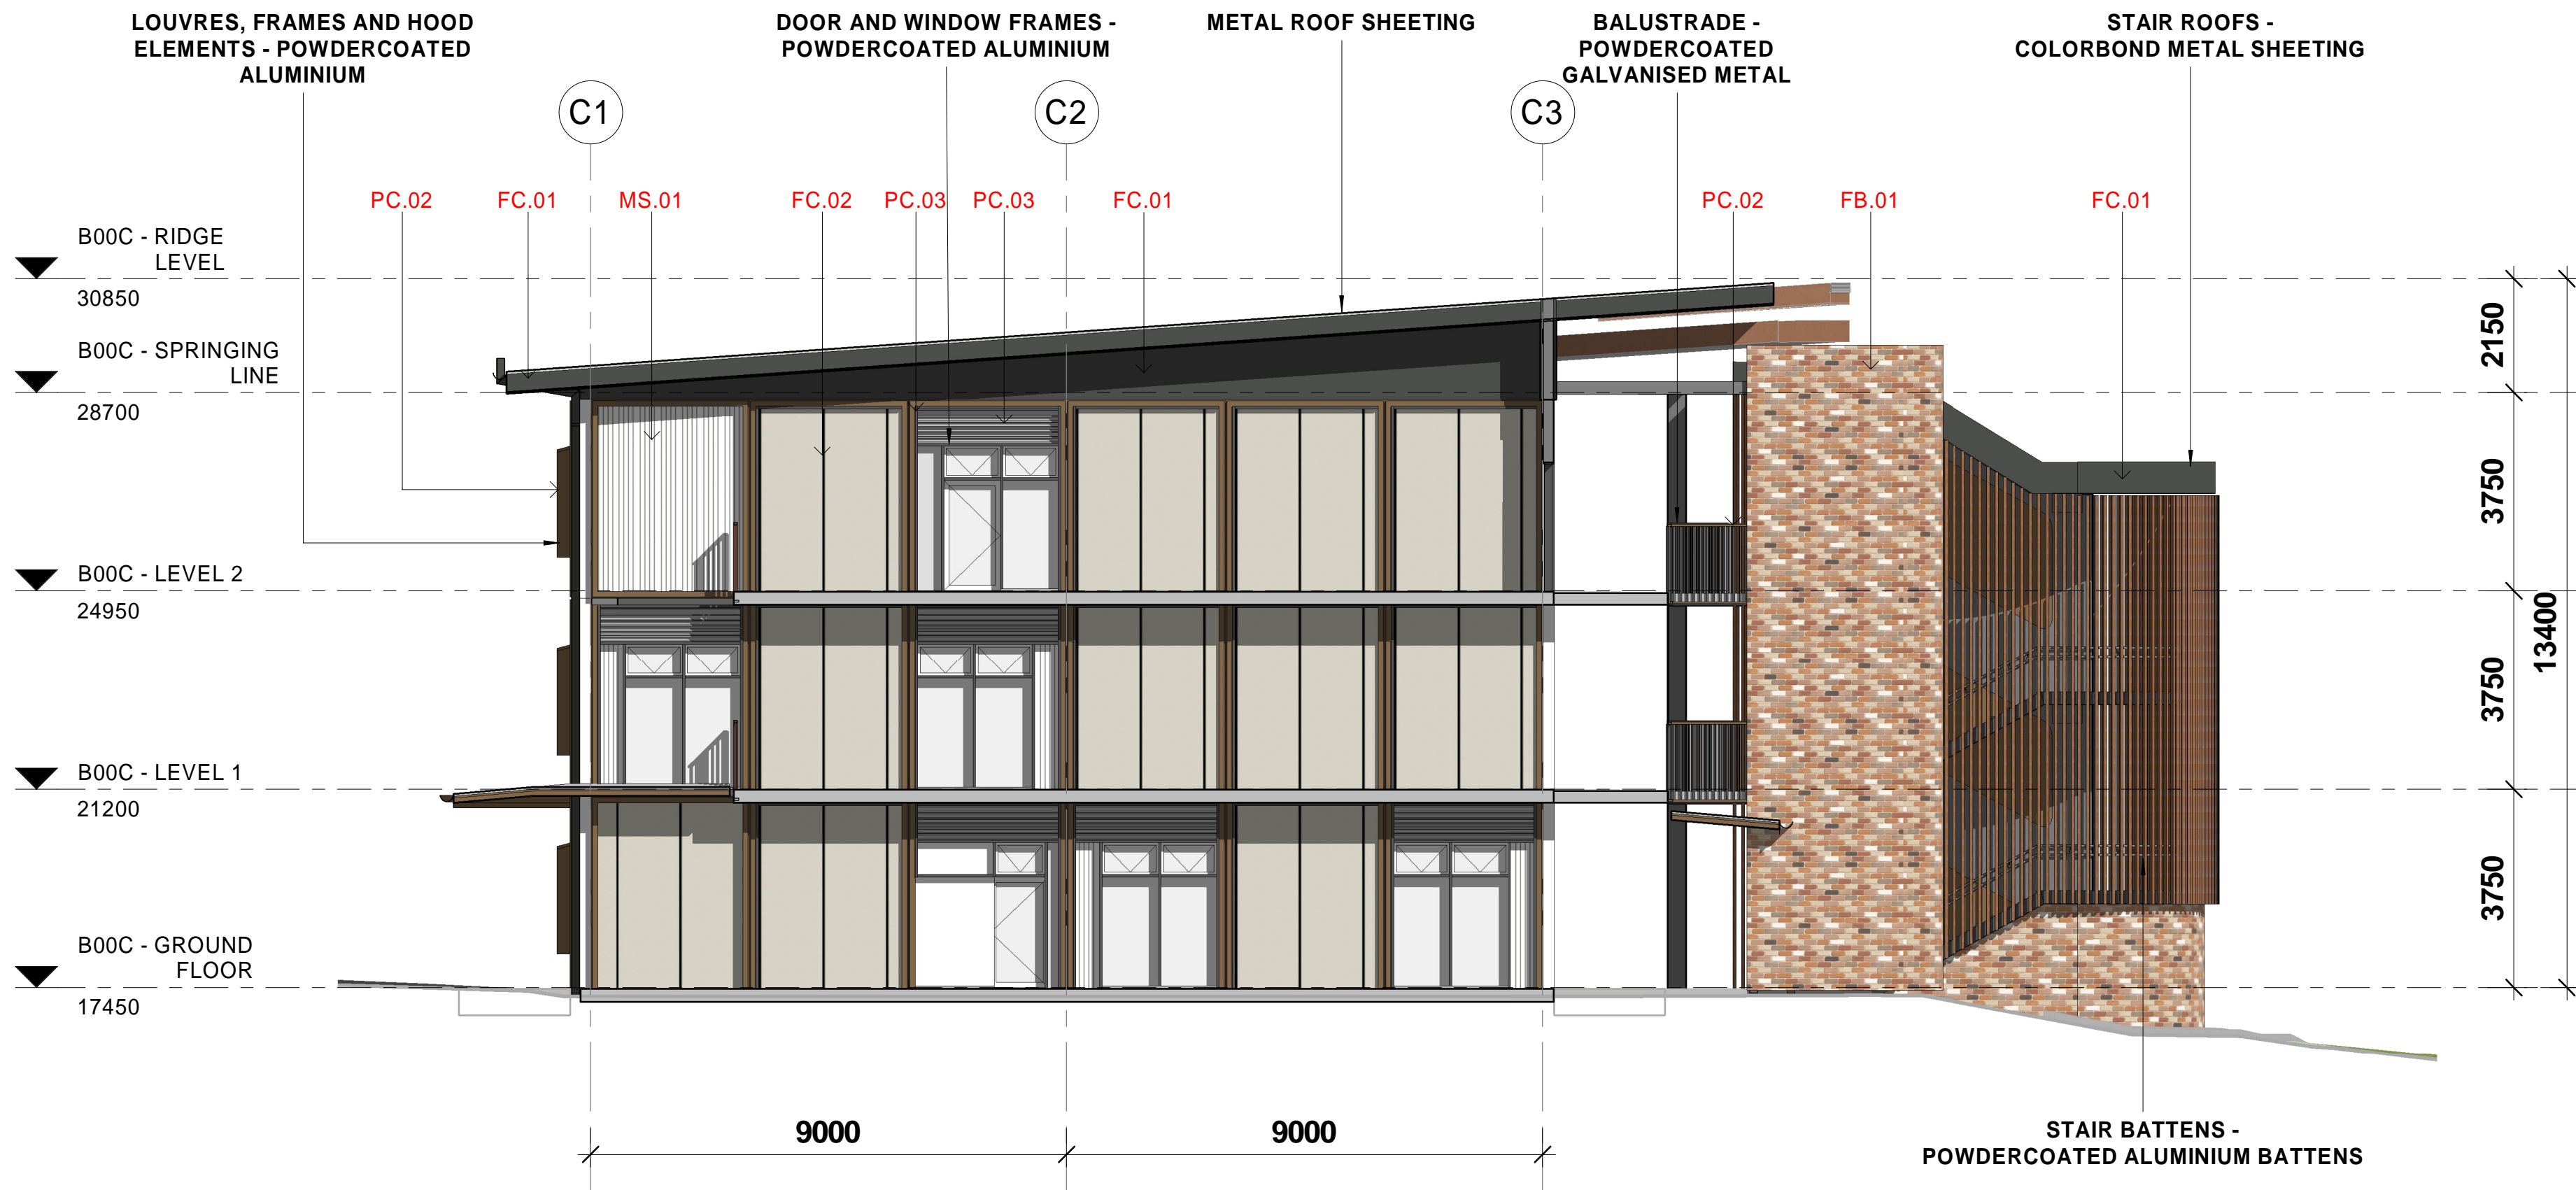 LOUVRES, FRAMES AND HOOD
ELEMENTS - POWDERCOATED
ALUMINIUM
DOOR AND WINDOW FRAMES -
POWDERCOATED ALUMINIUM
METAL ROOF SHEETING
BALUSTRADE -
POWDERCOATED
GALVANISED METAL
STAIR ROOFS -
COLORBOND METAL SHEETING
C1
C2
C3
PC.02
FC.01
MS.01
FC.02
PC.03
PC.03
FC.01
PC.02
FB.01
FC.01
B00C - RIDGE
LEVEL
30850
B00C - SPRINGING
LINE
28700
B00C - LEVEL 2
24950
B00C - LEVEL 1
21200
B00C - GROUND
FLOOR
17450
2150
3750
3750
3750
13400
9000
9000
STAIR BATTENS -
POWDERCOATED ALUMINIUM BATTENS